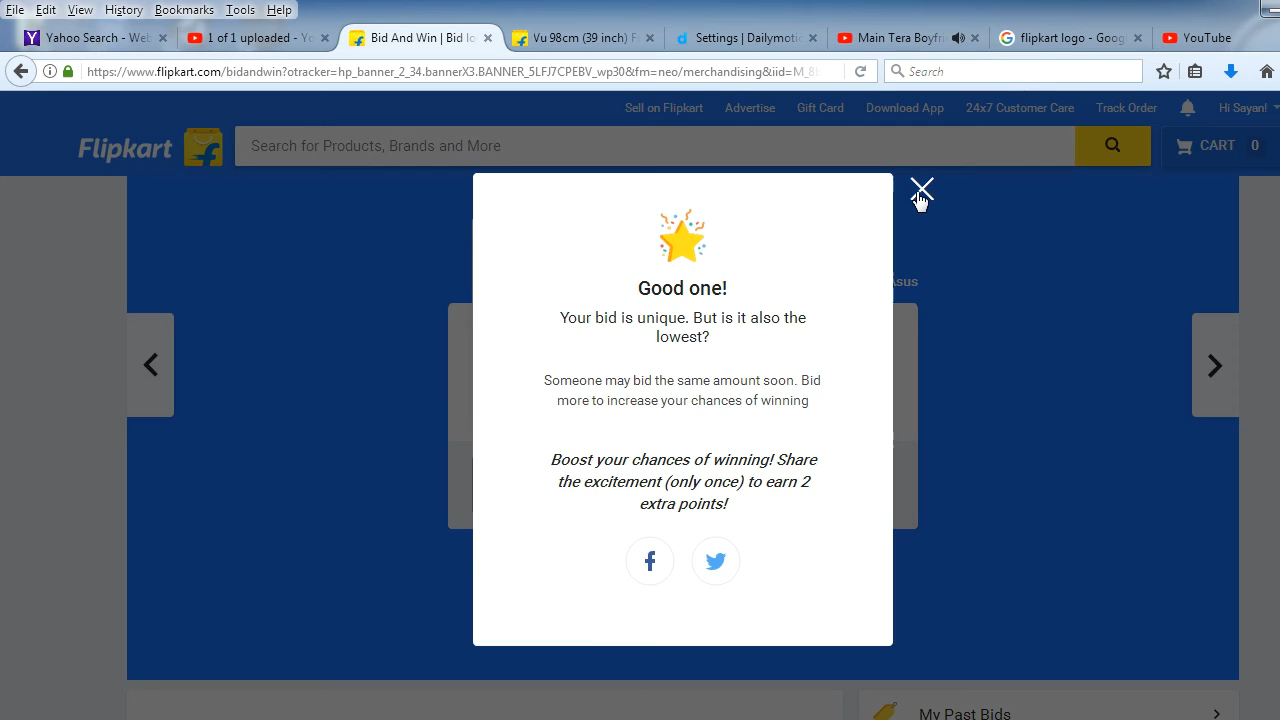 File Edit View History Bookmarks Tools Help
Yahoo Search - Web 1 of 1 uploaded - Yo Bid And Win | Bid lo Vu 98cm (39 inch) F Settings | Dailymot Main Tera Boyfri flipkart logo - Goog YouTube
https://www.flipkart.com/bidandwin?otracker=hp_banner_2_34.bannerX3.BANNER_5LFJ7CPEBV_wp30&fm=neo/merchandising&iid=M_8 Search
Sell on Flipkart Advertise Gift Card Download App 24x7 Customer Care Track Order Hi Sayan!
Flipkart Search for Products, Brands and More CART 0
Asus
Good one!
Your bid is unique. But is it also the
lowest?
Someone may bid the same amount soon. Bid
more to increase your chances of winning
Boost your chances of winning! Share
the excitement (only once) to earn 2
extra points!
My Past Bids